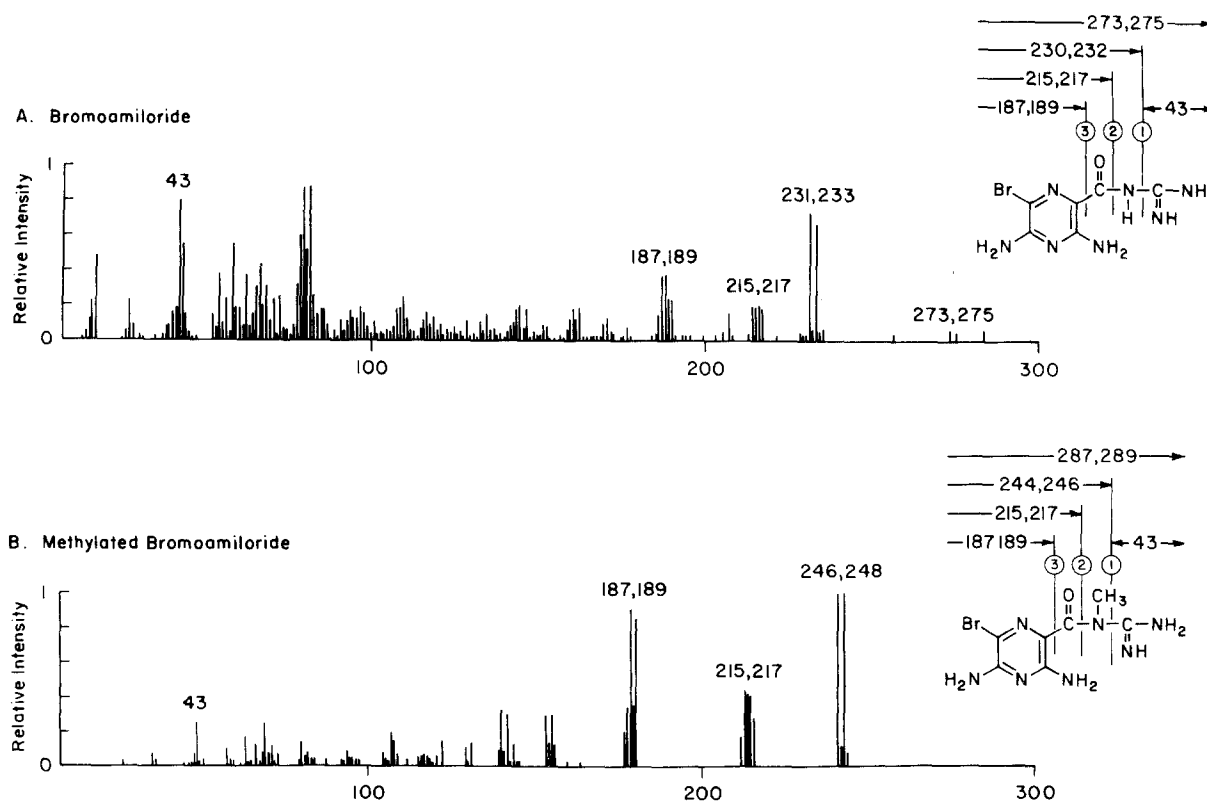 A. Bromoamiloride
273,275
230,232
215,217
187,189
43
3
2
1
O
Br
N
C
N
C
NH
H
NH
H₂N
N
NH₂
Relative Intensity
1
0
43
187,189
215,217
231,233
273,275
100
200
300
B. Methylated Bromoamiloride
287,289
244,246
215,217
187189
43
3
2
1
O
CH₃
Br
N
C
N
C
NH₂
NH
H₂N
N
NH₂
Relative Intensity
1
0
43
187,189
215,217
246,248
100
200
300